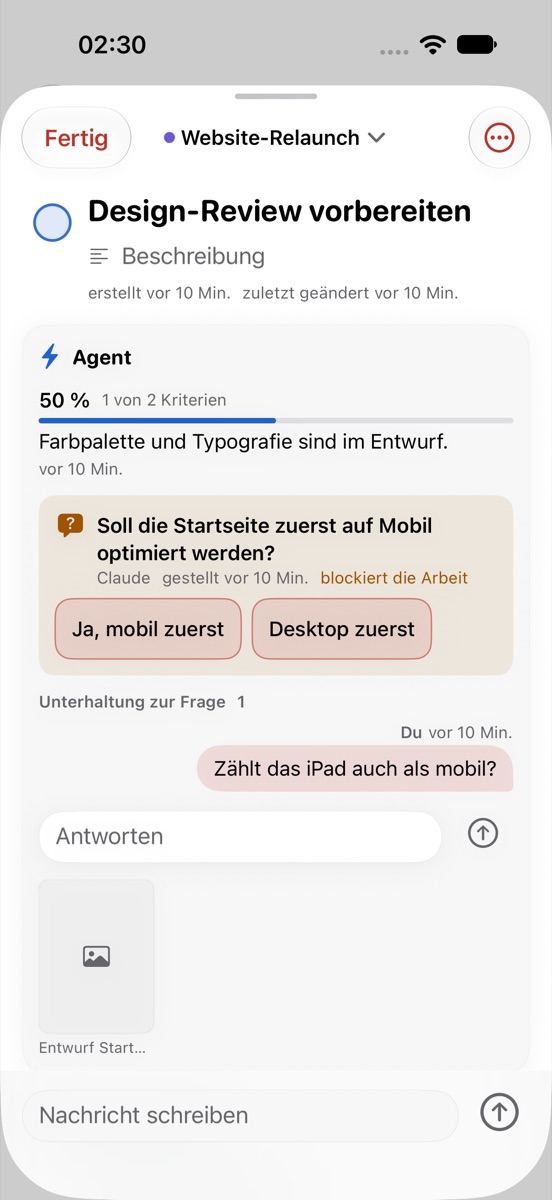 02:30
Fertig
Website-Relaunch
Design-Review vorbereiten
Beschreibung
erstellt vor 10 Min. zuletzt geändert vor 10 Min.
Agent
50 % 1 von 2 Kriterien
Farbpalette und Typografie sind im Entwurf.
vor 10 Min.
Soll die Startseite zuerst auf Mobil
optimiert werden?
Claude gestellt vor 10 Min. blockiert die Arbeit
Ja, mobil zuerst
Desktop zuerst
Unterhaltung zur Frage 1
Du vor 10 Min.
Zählt das iPad auch als mobil?
Antworten
Entwurf Start...
Nachricht schreiben